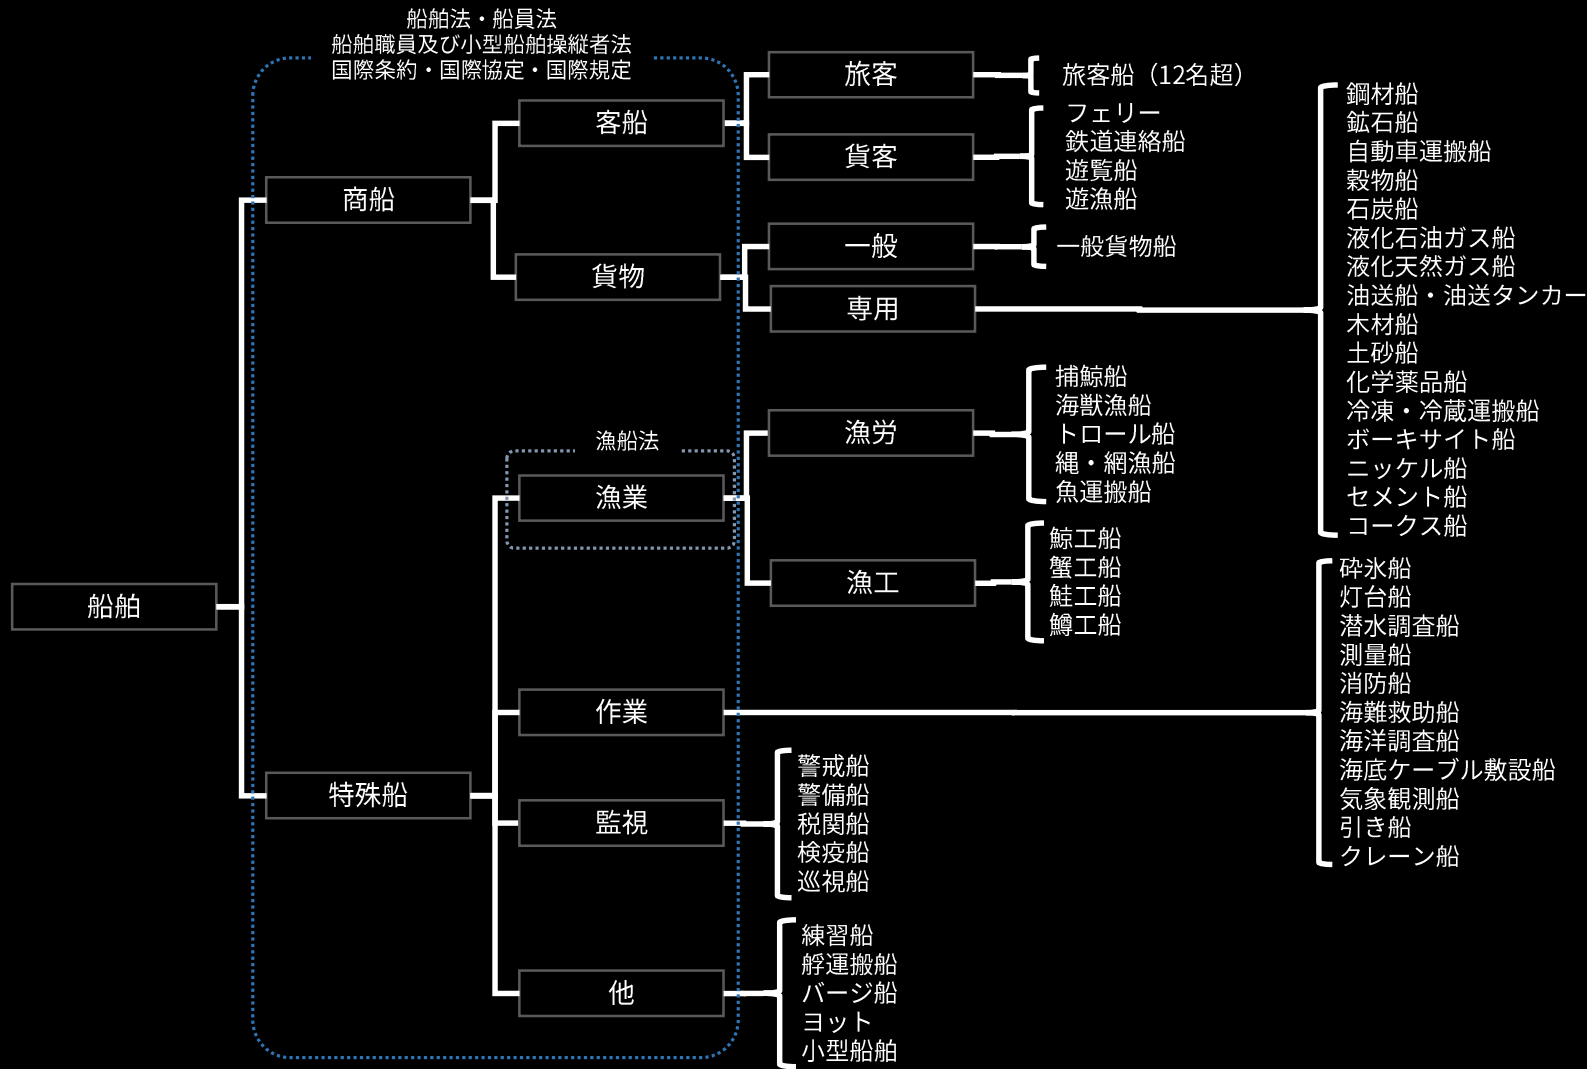 船舶法・船員法
船舶職員及び小型船舶操縦者法
国際条約・国際協定・国際規定
船舶
商船
特殊船
客船
貨物
漁船法
漁業
作業
監視
他
旅客
貨客
一般
専用
漁労
漁工
旅客船（12名超）
フェリー
鉄道連絡船
遊覧船
遊漁船
一般貨物船
鋼材船
鉱石船
自動車運搬船
穀物船
石炭船
液化石油ガス船
液化天然ガス船
油送船・油送タンカー
木材船
土砂船
化学薬品船
冷凍・冷蔵運搬船
ボーキサイト船
ニッケル船
セメント船
コークス船
捕鯨船
海獣漁船
トロール船
縄・網漁船
魚運搬船
鯨工船
蟹工船
鮭工船
鱒工船
砕氷船
灯台船
潜水調査船
測量船
消防船
海難救助船
海洋調査船
海底ケーブル敷設船
気象観測船
引き船
クレーン船
警戒船
警備船
税関船
検疫船
巡視船
練習船
艀運搬船
バージ船
ヨット
小型船舶